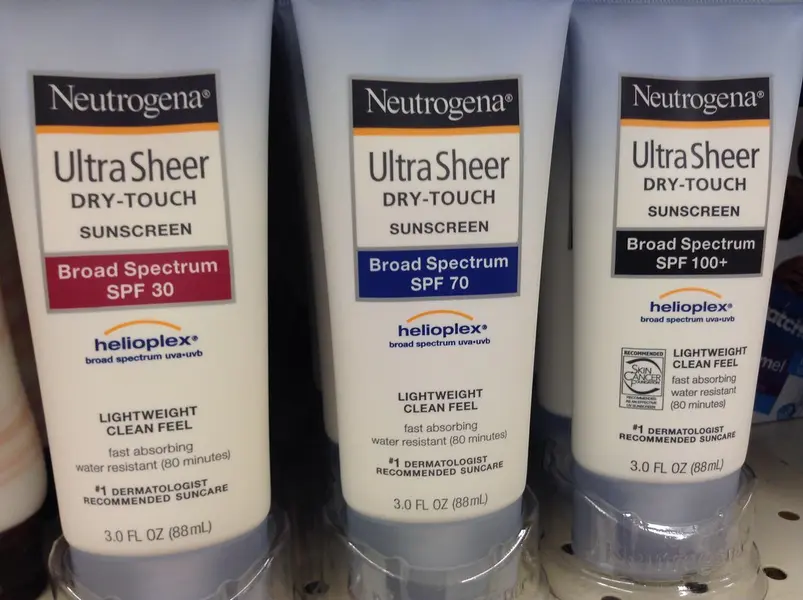 Neutrogena®
Ultra Sheer
DRY-TOUCH
SUNSCREEN
Broad Spectrum
SPF 30
helioplex®
broad spectrum uva•uvb
LIGHTWEIGHT
CLEAN FEEL
fast absorbing
water resistant (80 minutes)
#1 DERMATOLOGIST
RECOMMENDED SUNCARE
3.0 FL OZ (88mL)
Neutrogena®
Ultra Sheer
DRY-TOUCH
SUNSCREEN
Broad Spectrum
SPF 70
helioplex®
broad spectrum uva•uvb
LIGHTWEIGHT
CLEAN FEEL
fast absorbing
water resistant (80 minutes)
#1 DERMATOLOGIST
RECOMMENDED SUNCARE
3.0 FL OZ (88mL)
Neutrogena®
Ultra Sheer
DRY-TOUCH
SUNSCREEN
Broad Spectrum
SPF 100+
helioplex®
broad spectrum uva•uvb
RECOMMENDED
SKIN
CANCER
FOUNDATION
LIGHTWEIGHT
CLEAN FEEL
fast absorbing
water resistant
(80 minutes)
#1 DERMATOLOGIST
RECOMMENDED SUNCARE
3.0 FL OZ (88mL)